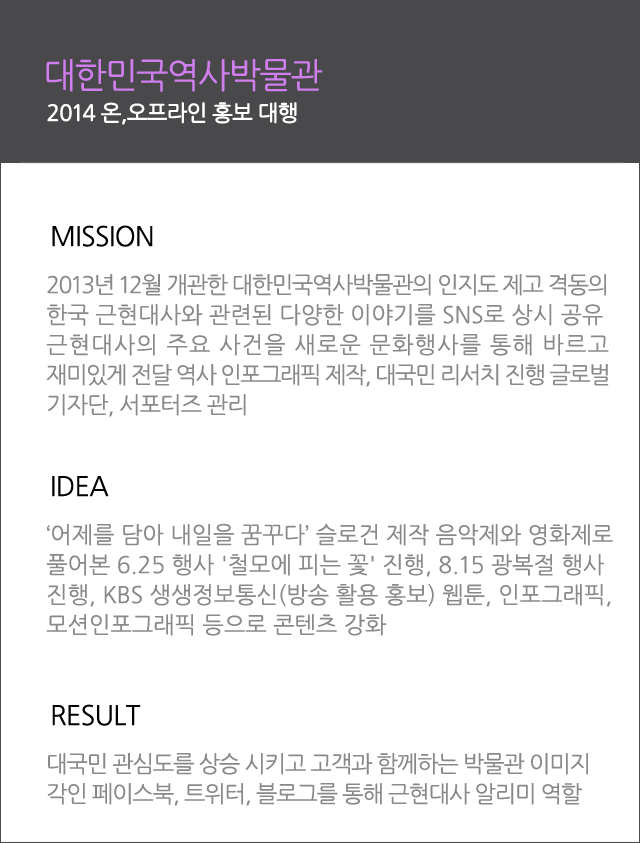 대한민국역사박물관
2014 온,오프라인 홍보 대행
MISSION
2013년 12월 개관한 대한민국역사박물관의 인지도 제고 격동의
한국 근현대사와 관련된 다양한 이야기를 SNS로 상시 공유
근현대사의 주요 사건을 새로운 문화행사를 통해 바르고
재미있게 전달 역사 인포그래픽 제작, 대국민 리서치 진행 글로벌
기자단, 서포터즈 관리
IDEA
‘어제를 담아 내일을 꿈꾸다’ 슬로건 제작 음악제와 영화제로
풀어본 6.25 행사 '철모에 피는 꽃' 진행, 8.15 광복절 행사
진행, KBS 생생정보통신(방송 활용 홍보) 웹툰, 인포그래픽,
모션인포그래픽 등으로 콘텐츠 강화
RESULT
대국민 관심도를 상승 시키고 고객과 함께하는 박물관 이미지
각인 페이스북, 트위터, 블로그를 통해 근현대사 알리미 역할